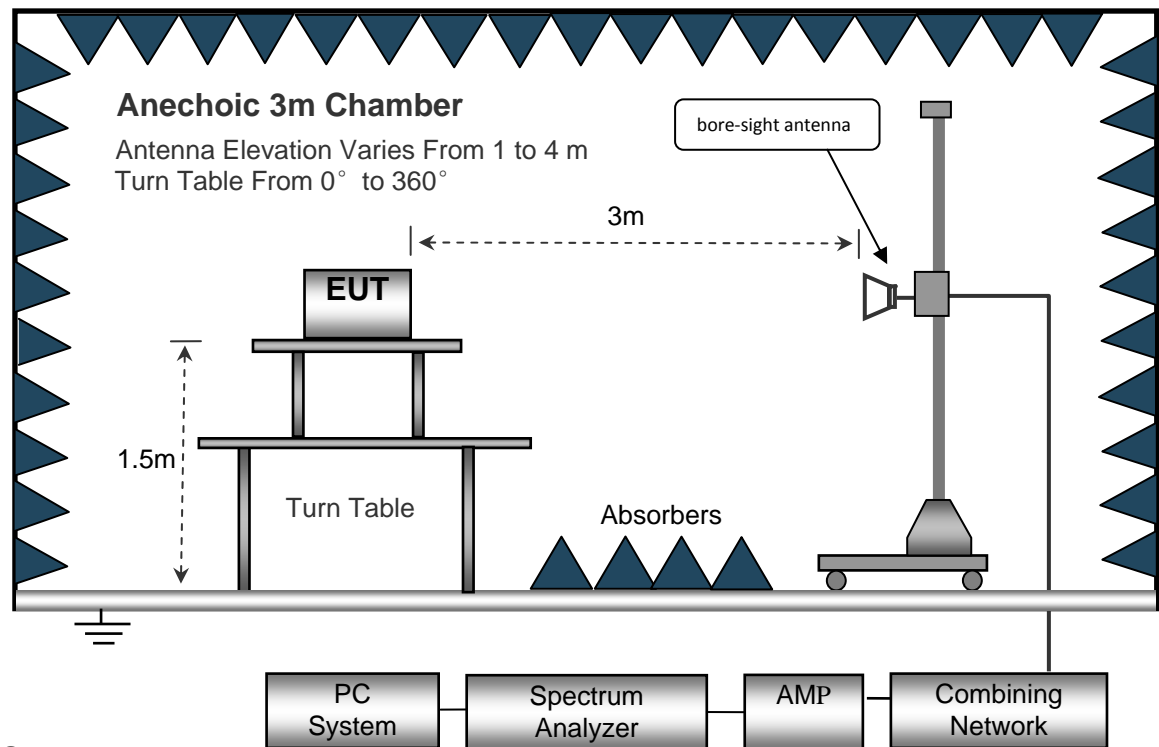 Anechoic 3m Chamber
Antenna Elevation Varies From 1 to 4 m
Turn Table From 0° to 360°
bore-sight antenna
3m
EUT
1.5m
Turn Table
Absorbers
PC
System
Spectrum
Analyzer
AMP
Combining
Network